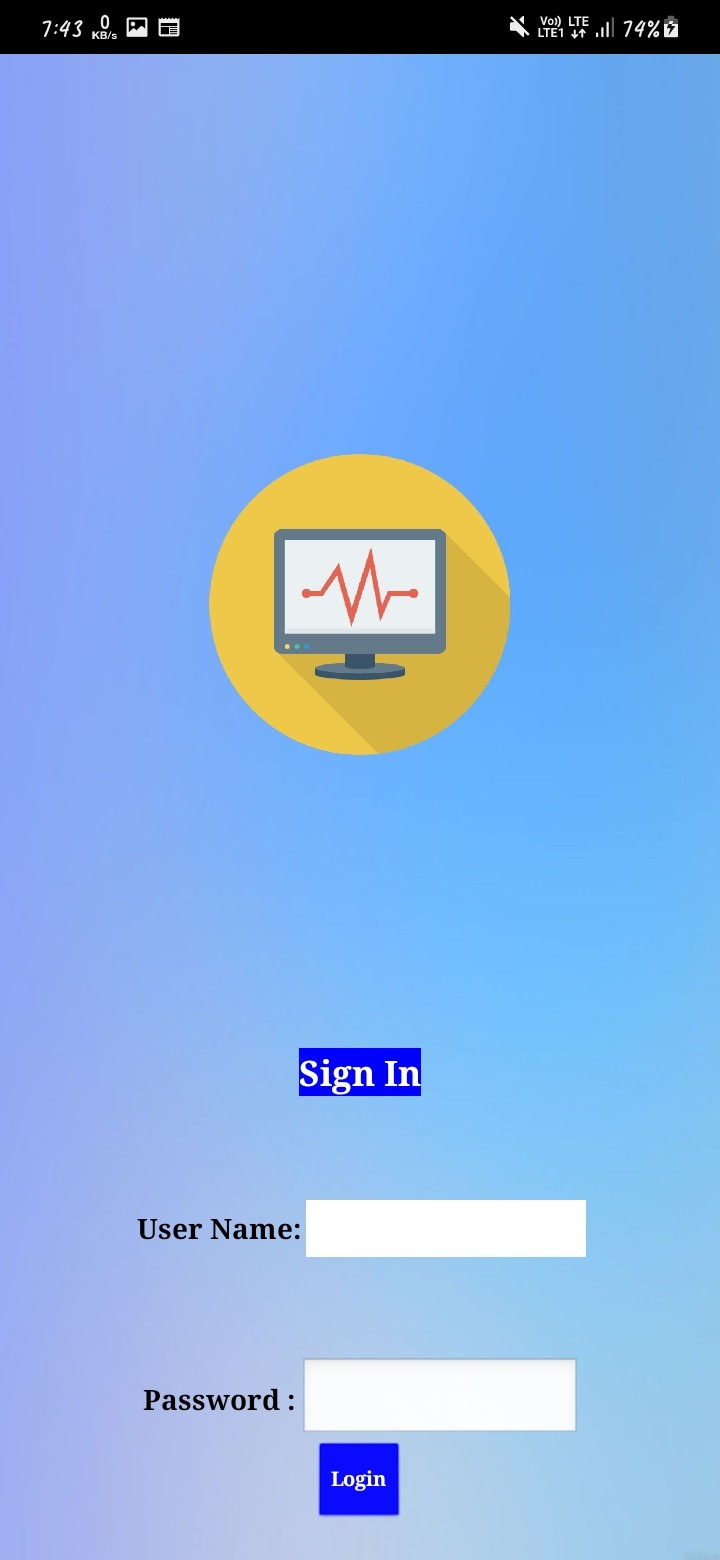 7:43 0 KB/s Vo)) LTE LTE1 74%
Sign In
User Name:
Password :
Login